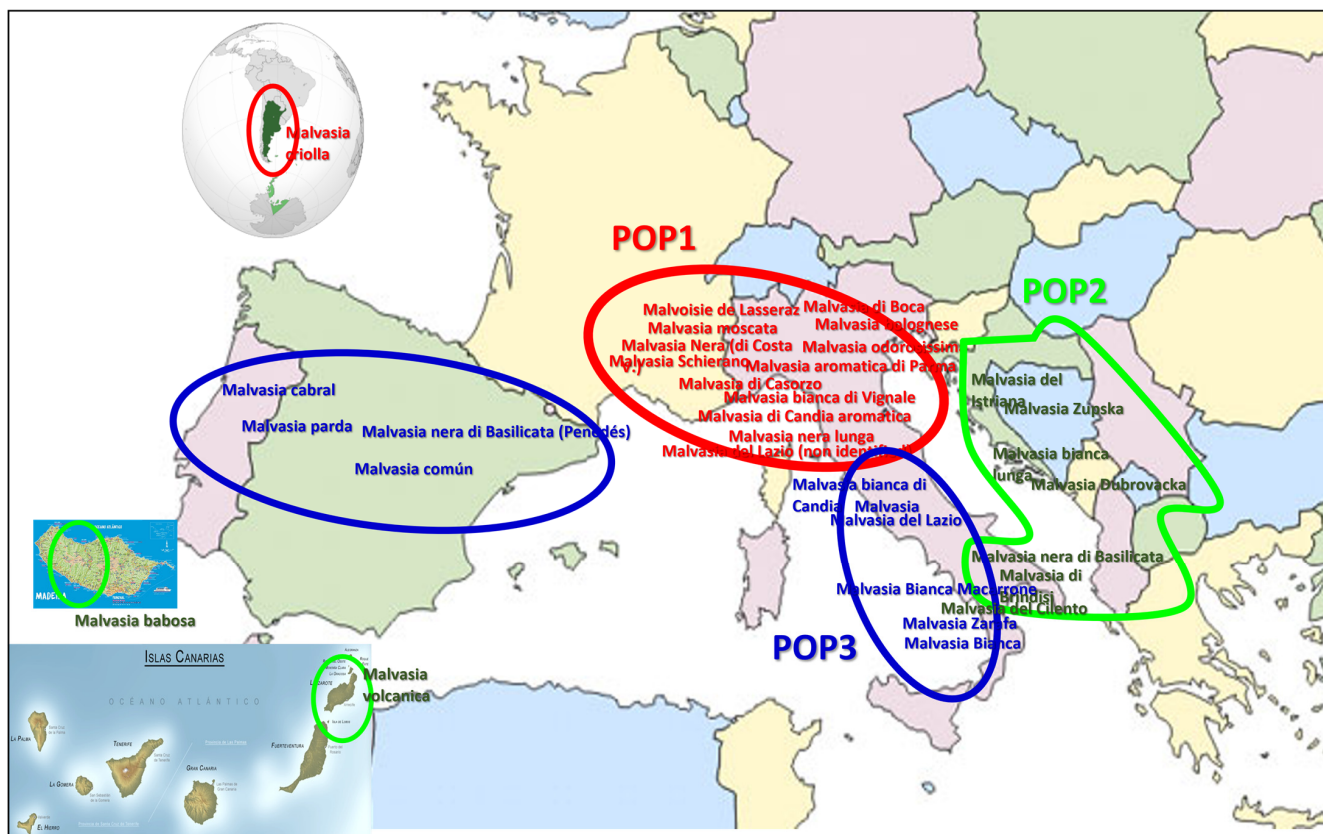 Malvasia
criolla
POP1
POP2
Malvoisie de Lasseraz
Malvasia di Boca
Malvasia moscata
Malvasia bolognese
Malvasia Nera (di Costa
v.)
Malvasia odorosissima
Malvasia Schierano
Malvasia aromatica di Parma
Malvasia di Casorzo
Malvasia bianca di Vignale
Malvasia di Candia aromatica
Malvasia nera lunga
Malvasia del Lazio (non identif
Malvasia del
Istriana
Malvasia Zupska
Malvasia bianca
lunga
Malvasia Dubrovacka
Malvasia cabral
Malvasia parda
Malvasia nera di Basilicata (Penedés)
Malvasia común
Malvasia bianca di
Candia
Malvasia
Malvasia del Lazio
Malvasia nera di Basilicata
Malvasia di
Brindisi
Malvasia del Cilento
Malvasia Bianca Macarrone
Malvasia Zarafa
Malvasia Bianca
POP3
MADEIRA
Malvasia babosa
ISLAS CANARIAS
OCÉANO ATLÁNTICO
Malvasia
volcanica
LANZAROTE
LA PALMA
TENERIFE
FUERTEVENTURA
LA GOMERA
GRAN CANARIA
EL HIERRO